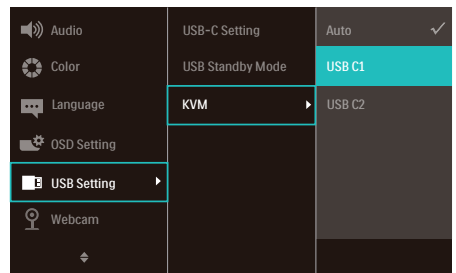 Audio
Color
Language
OSD Setting
USB Setting
Webcam
USB-C Setting
USB Standby Mode
KVM
Auto
USB C1
USB C2